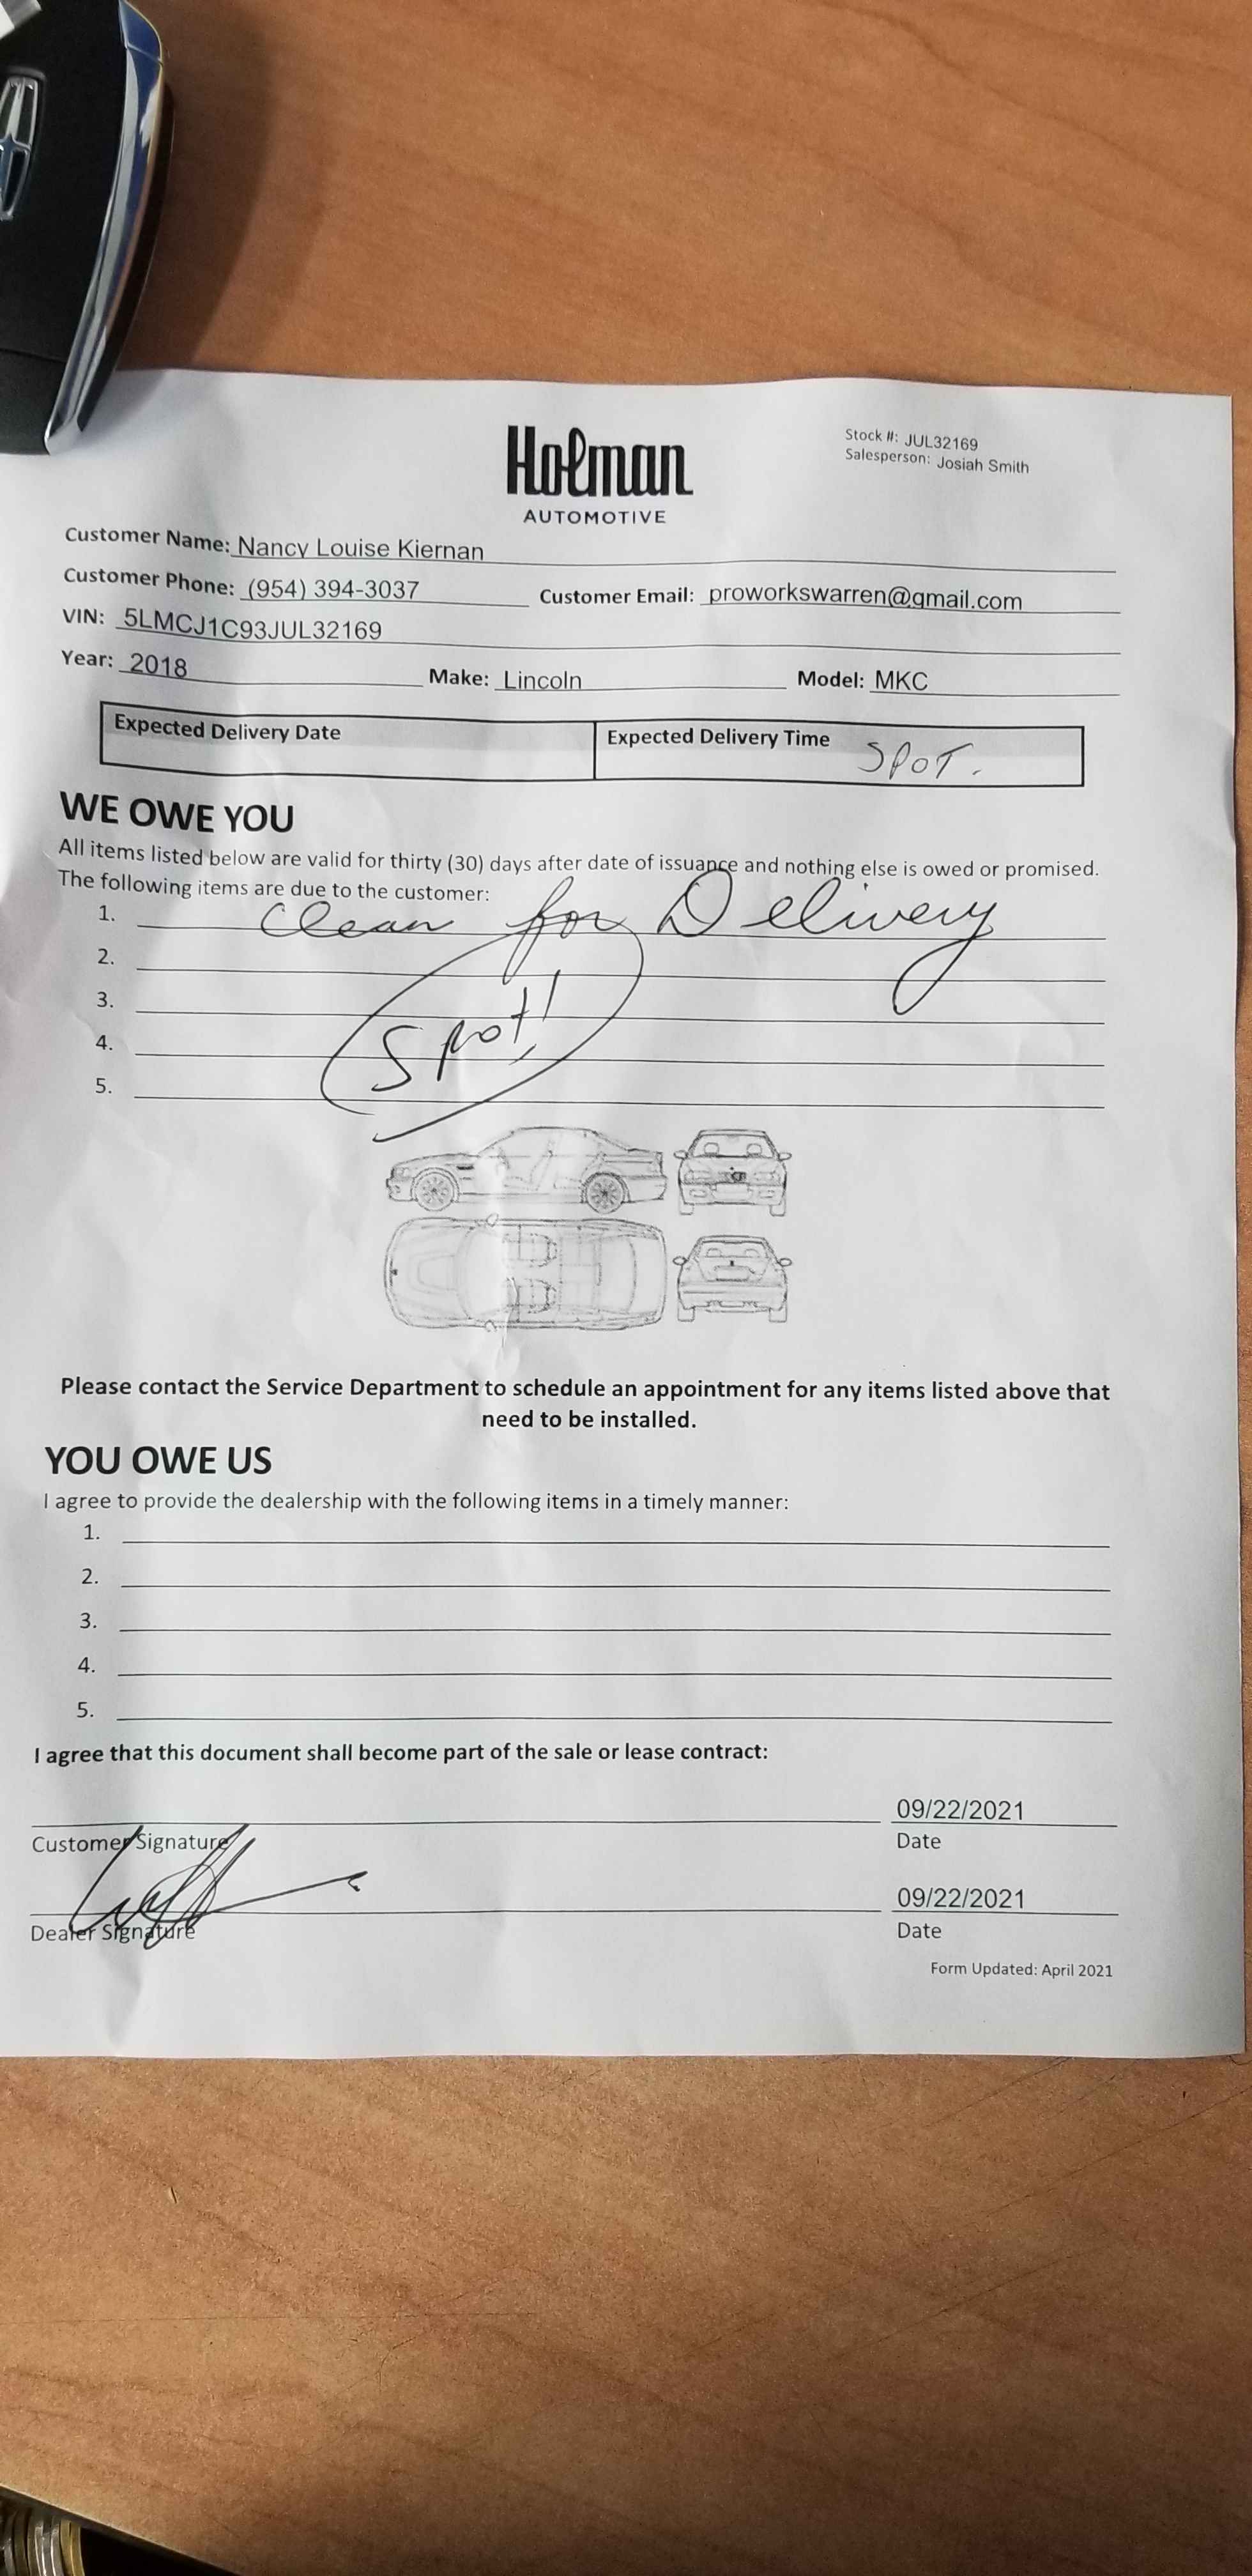 Holman
AUTOMOTIVE
Stock #: JUL32169
Salesperson: Josiah Smith
Customer Name: Nancy Louise Kiernan
Customer Phone: (954) 394-3037 Customer Email: proworkswarren@gmail.com
VIN: 5LMCJ1C93JUL32169
Year: 2018 Make: Lincoln Model: MKC
Expected Delivery Date Expected Delivery Time SPOT.
WE OWE YOU
All items listed below are valid for thirty (30) days after date of issuance and nothing else is owed or promised.
The following items are due to the customer:
1. Clean for Delivery
2.
3.
4. Spot!
5.
Please contact the Service Department to schedule an appointment for any items listed above that
need to be installed.
YOU OWE US
I agree to provide the dealership with the following items in a timely manner:
1.
2.
3.
4.
5.
I agree that this document shall become part of the sale or lease contract:
09/22/2021
Customer Signature Date
09/22/2021
Dealer Signature Date
Form Updated: April 2021